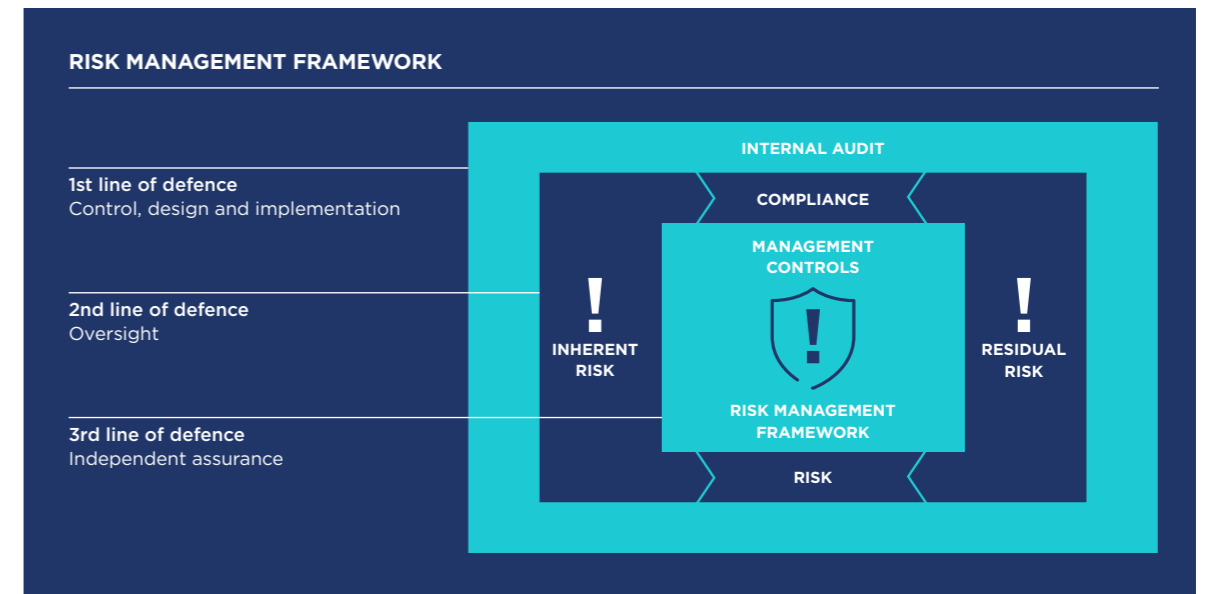 RISK MANAGEMENT FRAMEWORK
1st line of defence
Control, design and implementation
2nd line of defence
Oversight
3rd line of defence
Independent assurance
INTERNAL AUDIT
COMPLIANCE
MANAGEMENT
CONTROLS
!
INHERENT
RISK
!
!
RESIDUAL
RISK
RISK MANAGEMENT
FRAMEWORK
RISK